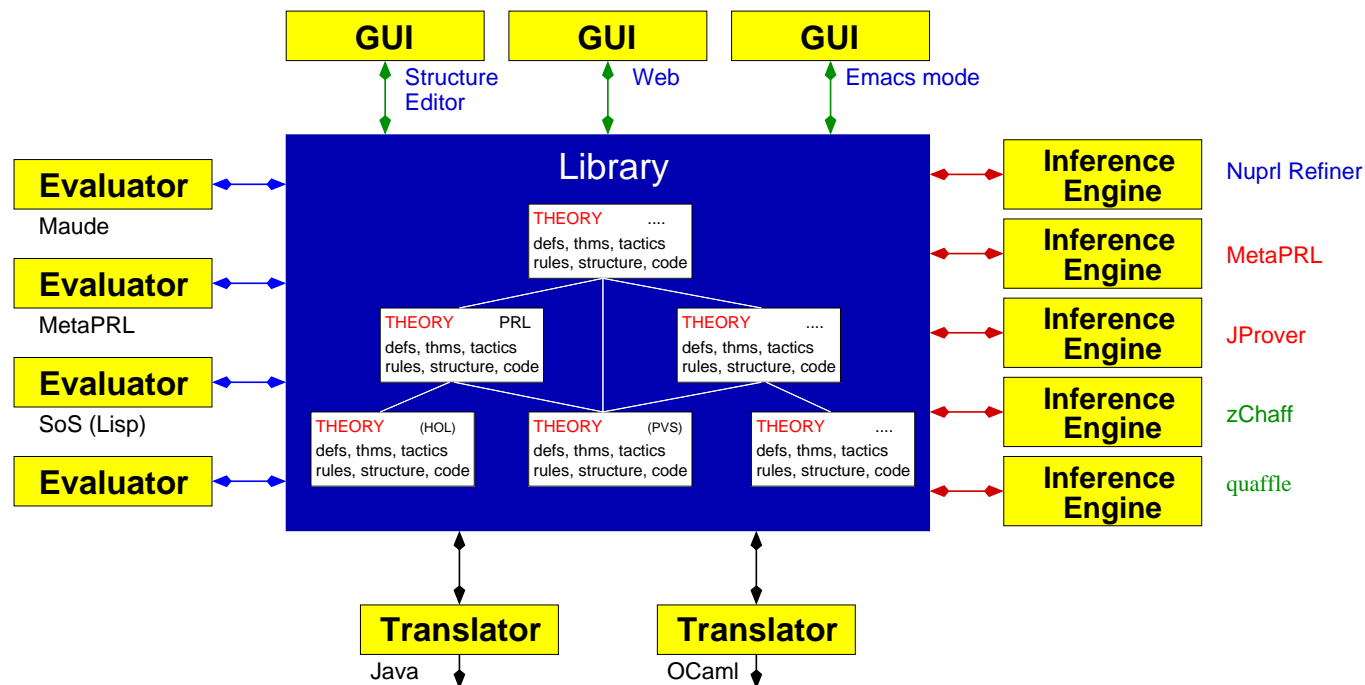 GUI
GUI
GUI
Structure
Editor
Web
Emacs mode
Library
Evaluator
Maude
Evaluator
MetaPRL
Evaluator
SoS (Lisp)
Evaluator
THEORY ....
defs, thms, tactics
rules, structure, code
THEORY PRL
defs, thms, tactics
rules, structure, code
THEORY ....
defs, thms, tactics
rules, structure, code
THEORY (HOL)
defs, thms, tactics
rules, structure, code
THEORY (PVS)
defs, thms, tactics
rules, structure, code
THEORY ....
defs, thms, tactics
rules, structure, code
Inference
Engine
Nuprl Refiner
Inference
Engine
MetaPRL
Inference
Engine
JProver
Inference
Engine
zChaff
Inference
Engine
quaffle
Translator
Java
Translator
OCaml